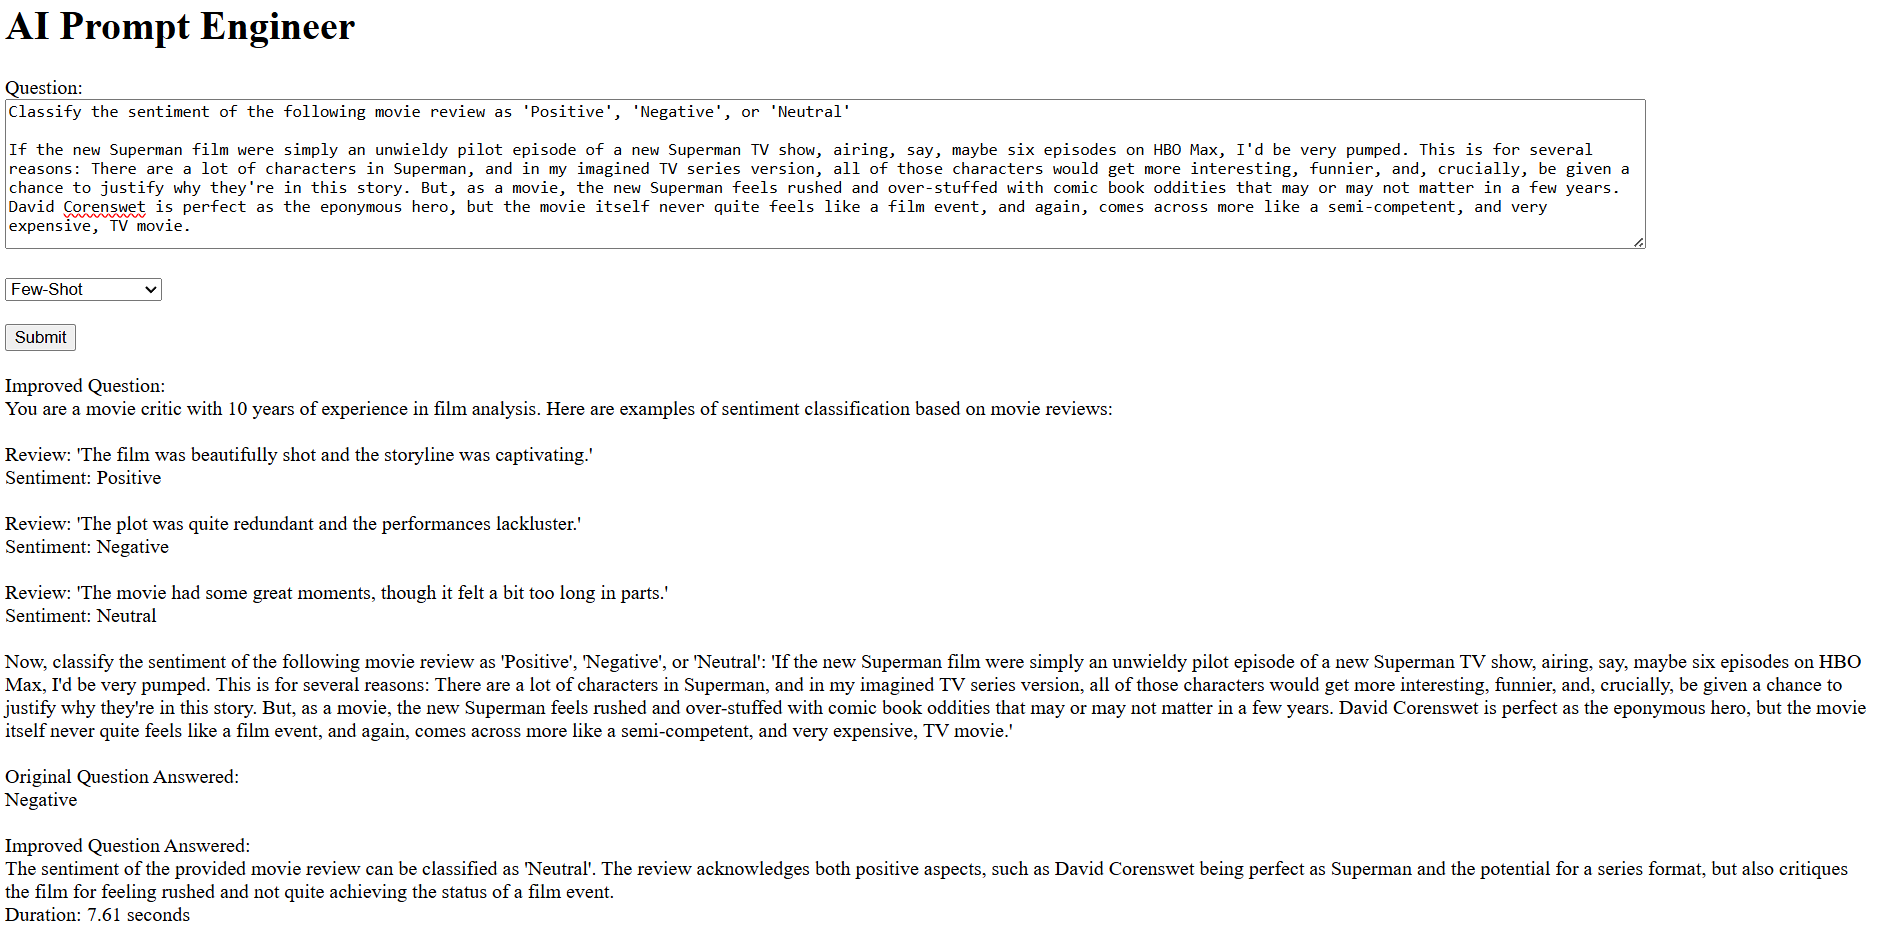 AI Prompt Engineer
Question:
Classify the sentiment of the following movie review as 'Positive', 'Negative', or 'Neutral'
If the new Superman film were simply an unwieldy pilot episode of a new Superman TV show, airing, say, maybe six episodes on HBO Max, I'd be very pumped. This is for several
reasons: There are a lot of characters in Superman, and in my imagined TV series version, all of those characters would get more interesting, funnier, and, crucially, be given a
chance to justify why they're in this story. But, as a movie, the new Superman feels rushed and over-stuffed with comic book oddities that may or may not matter in a few years.
David Corenswet is perfect as the eponymous hero, but the movie itself never quite feels like a film event, and again, comes across more like a semi-competent, and very
expensive, TV movie.
Few-Shot
Submit
Improved Question:
You are a movie critic with 10 years of experience in film analysis. Here are examples of sentiment classification based on movie reviews:
Review: 'The film was beautifully shot and the storyline was captivating.'
Sentiment: Positive
Review: 'The plot was quite redundant and the performances lackluster.'
Sentiment: Negative
Review: 'The movie had some great moments, though it felt a bit too long in parts.'
Sentiment: Neutral
Now, classify the sentiment of the following movie review as 'Positive', 'Negative', or 'Neutral': 'If the new Superman film were simply an unwieldy pilot episode of a new Superman TV show, airing, say, maybe six episodes on HBO
Max, I'd be very pumped. This is for several reasons: There are a lot of characters in Superman, and in my imagined TV series version, all of those characters would get more interesting, funnier, and, crucially, be given a chance to
justify why they're in this story. But, as a movie, the new Superman feels rushed and over-stuffed with comic book oddities that may or may not matter in a few years. David Corenswet is perfect as the eponymous hero, but the movie
itself never quite feels like a film event, and again, comes across more like a semi-competent, and very expensive, TV movie.'
Original Question Answered:
Negative
Improved Question Answered:
The sentiment of the provided movie review can be classified as 'Neutral'. The review acknowledges both positive aspects, such as David Corenswet being perfect as Superman and the potential for a series format, but also critiques
the film for feeling rushed and not quite achieving the status of a film event.
Duration: 7.61 seconds